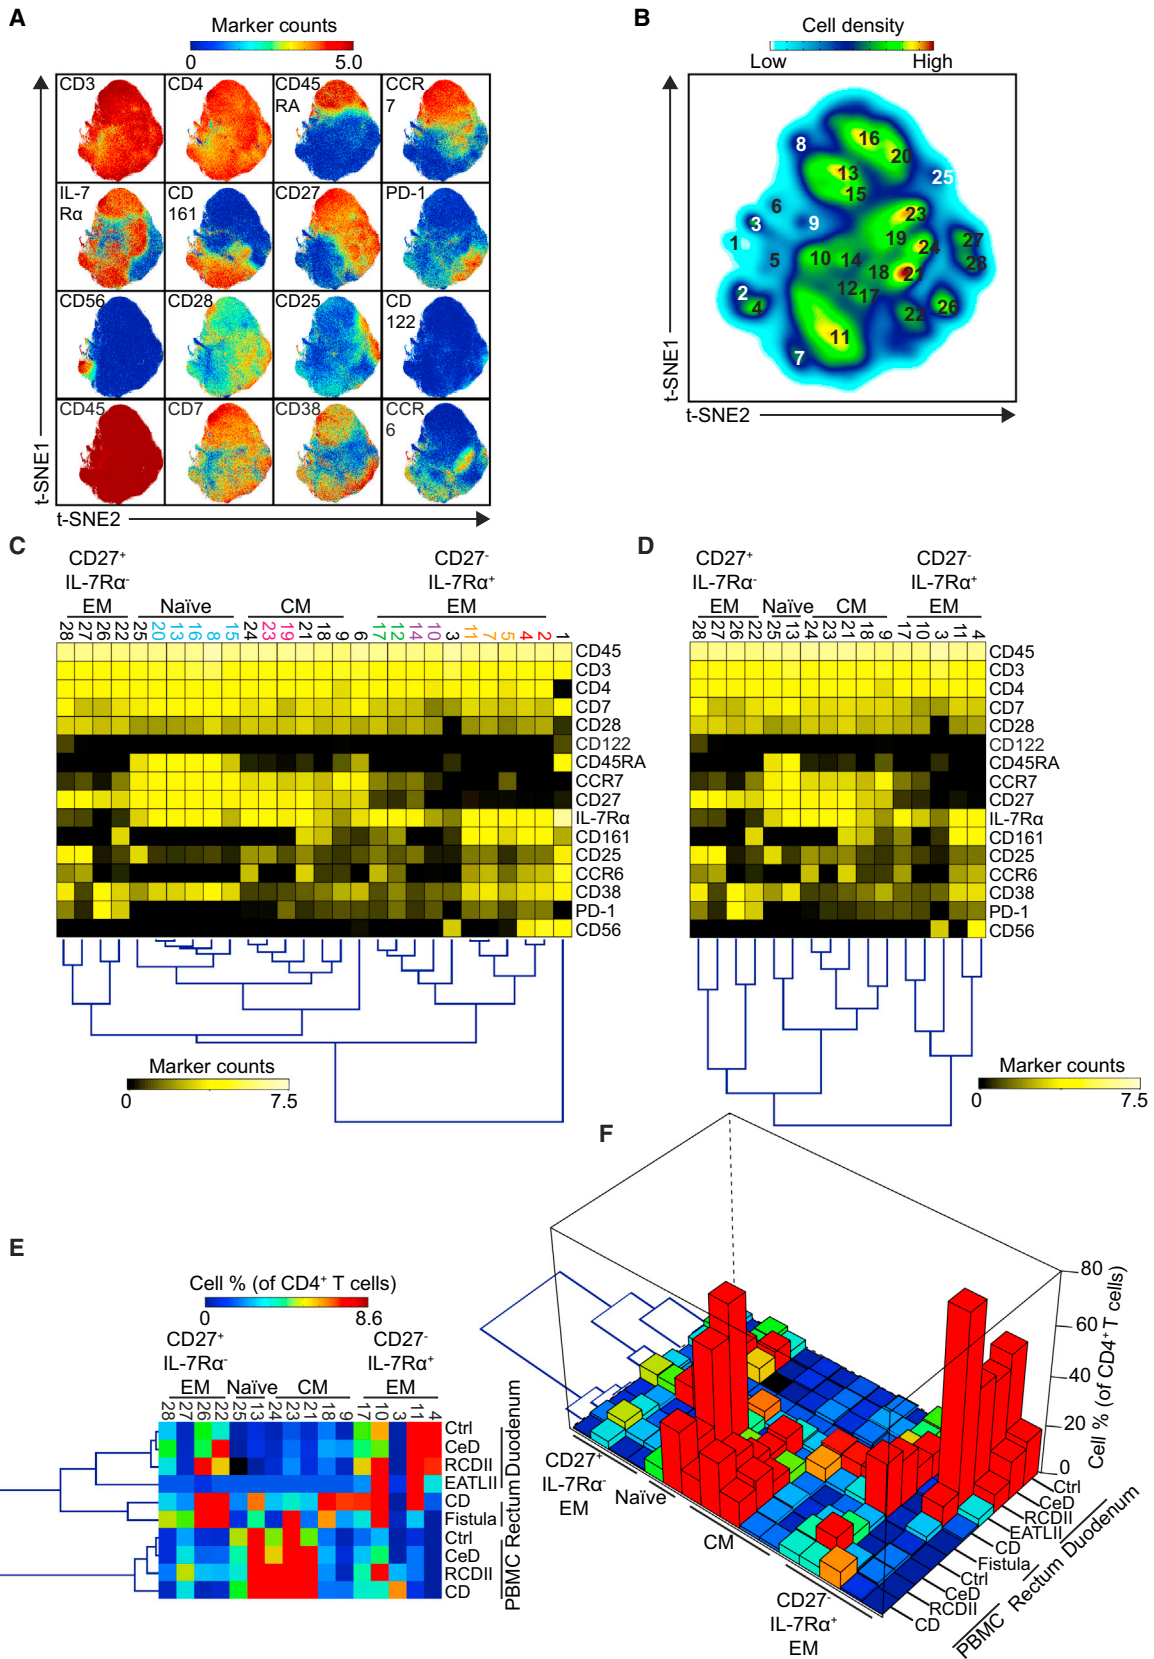 A
Marker counts
0 5.0
CD3 CD4 CD45 RA CCR 7
IL-7 Rα CD 161 CD27 PD-1
CD56 CD28 CD25 CD 122
CD45 CD7 CD38 CCR 6
t-SNE1
t-SNE2
B
Cell density
Low High
8 16 20 13 15 25 6 3 9 23 1 19 24 27 5 10 14 18 21 28 2 4 12 17 22 26 11 7
t-SNE1
t-SNE2
C
CD27⁺ IL-7Rα⁻ EM
Naïve
CM
CD27⁻ IL-7Rα⁺ EM
28 27 26 22 25 20 13 16 8 15 24 23 19 21 18 9 6 17 12 14 10 3 11 7 5 4 2 1
CD45
CD3
CD4
CD7
CD28
CD122
CD45RA
CCR7
CD27
IL-7Rα
CD161
CD25
CCR6
CD38
PD-1
CD56
Marker counts
0 7.5
D
CD27⁺ IL-7Rα⁻ EM
Naïve
CM
CD27⁻ IL-7Rα⁺ EM
28 27 26 22 25 13 24 23 21 18 9 17 10 3 11 4
CD45
CD3
CD4
CD7
CD28
CD122
CD45RA
CCR7
CD27
IL-7Rα
CD161
CD25
CCR6
CD38
PD-1
CD56
Marker counts
0 7.5
E
Cell % (of CD4⁺ T cells)
0 8.6
CD27⁺ IL-7Rα⁻ EM
Naïve
CM
CD27⁻ IL-7Rα⁺ EM
28 27 26 22 25 13 24 23 21 18 9 17 10 3 11 4
Ctrl
CeD
RCDII
EATLII
CD
Fistula
Ctrl
CeD
RCDII
CD
PBMC Rectum Duodenum
F
80
60
40
20
0
Cell % (of CD4⁺T cells)
CD27⁺ IL-7Rα⁻ EM
Naïve
CM
CD27⁻ IL-7Rα⁺ EM
Ctrl
CeD
RCDII
EATLII
CD
Fistula
Ctrl
CeD
RCDII
CD
PBMC Rectum Duodenum